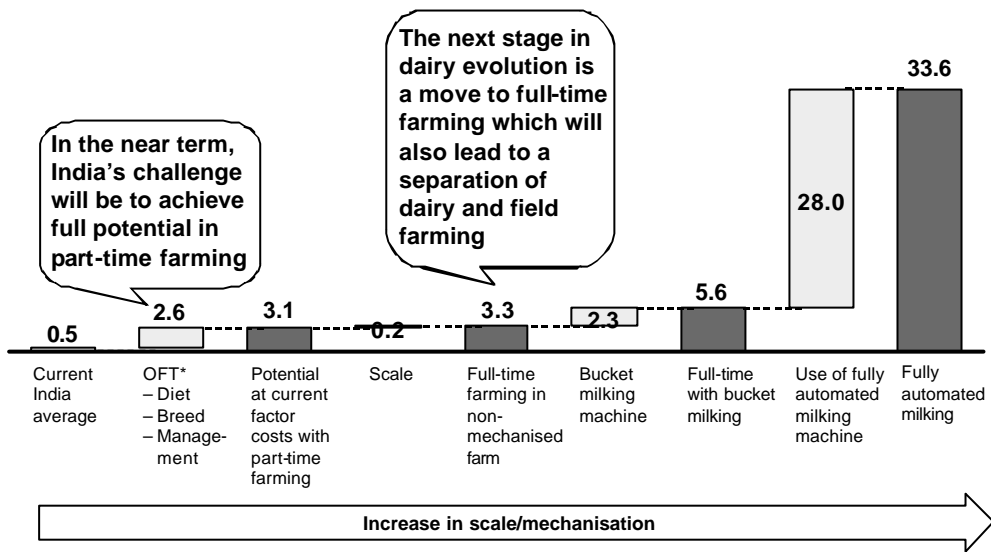 In the near term,
India's challenge
will be to achieve
full potential in
part-time farming
The next stage in
dairy evolution is
a move to full-time
farming which will
also lead to a
separation of
dairy and field
farming
0.5
2.6
3.1
0.2
3.3
2.3
5.6
28.0
33.6
Current
India
average
OFT*
– Diet
– Breed
– Manage-
ment
Potential
at current
factor
costs with
part-time
farming
Scale
Full-time
farming in
non-
mechanised
farm
Bucket
milking
machine
Full-time
with bucket
milking
Use of fully
automated
milking
machine
Fully
automated
milking
Increase in scale/mechanisation